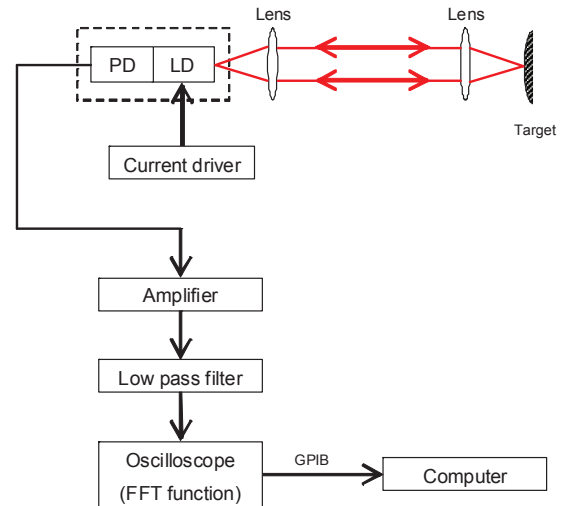 Lens
Lens
PD
LD
Target
Current driver
Amplifier
Low pass filter
Oscilloscope
(FFT function)
GPIB
Computer